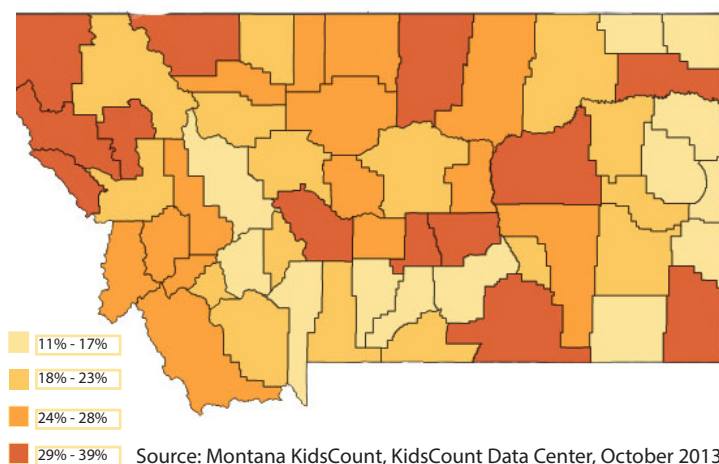 11% - 17%
18% - 23%
24% - 28%
29% - 39%
Source: Montana KidsCount, KidsCount Data Center, October 2013